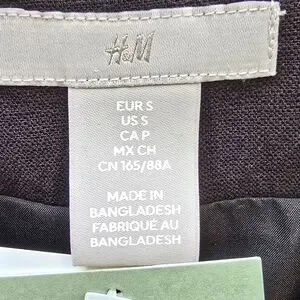 H&M
EUR S
US S
CA P
MX CH
CN 165/88A
MADE IN
BANGLADESH
FABRIQUÉ AU
BANGLADESH